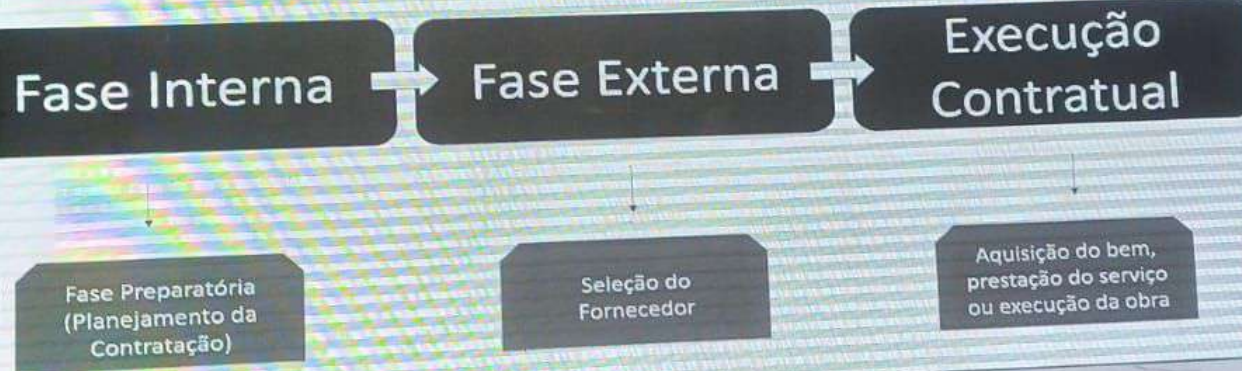 Fase Interna
Fase Externa
Execução
Contratual
Fase Preparatória
(Planejamento da
Contratação)
Seleção do
Fornecedor
Aquisição do bem,
prestação do serviço
ou execução da obra